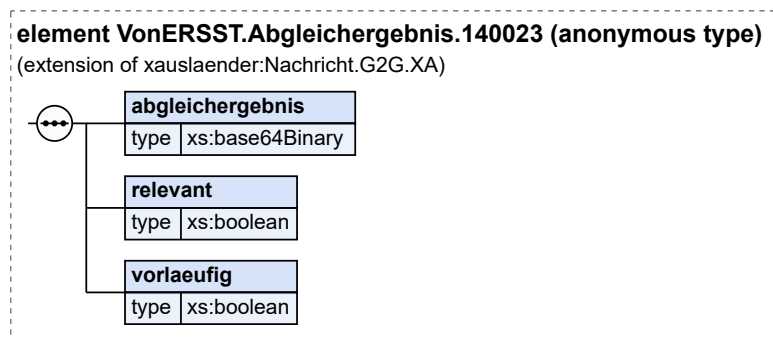 element VonERSST.Abgleichergebnis.140023 (anonymous type)
(extension of xauslaender:Nachricht.G2G.XA)
abgleichergebnis
type xs:base64Binary
relevant
type xs:boolean
vorlaeufig
type xs:boolean